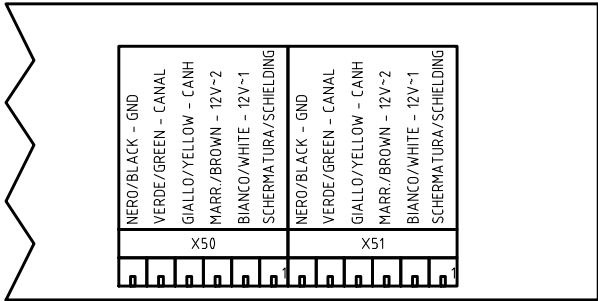 NERO/BLACK - GND
VERDE/GREEN - CANAL
GIALLO/YELLOW - CANH
MARR./BROWN - 12V~2
BIANCO/WHITE - 12V~1
SCHERMATURA/SCHIELDING
NERO/BLACK - GND
VERDE/GREEN - CANAL
GIALLO/YELLOW - CANH
MARR./BROWN - 12V~2
BIANCO/WHITE - 12V~1
SCHERMATURA/SCHIELDING
X50
X51
1
1